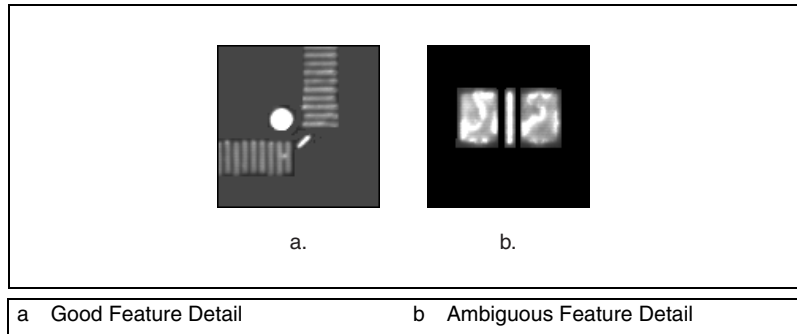 a.
b.
a Good Feature Detail
b Ambiguous Feature Detail